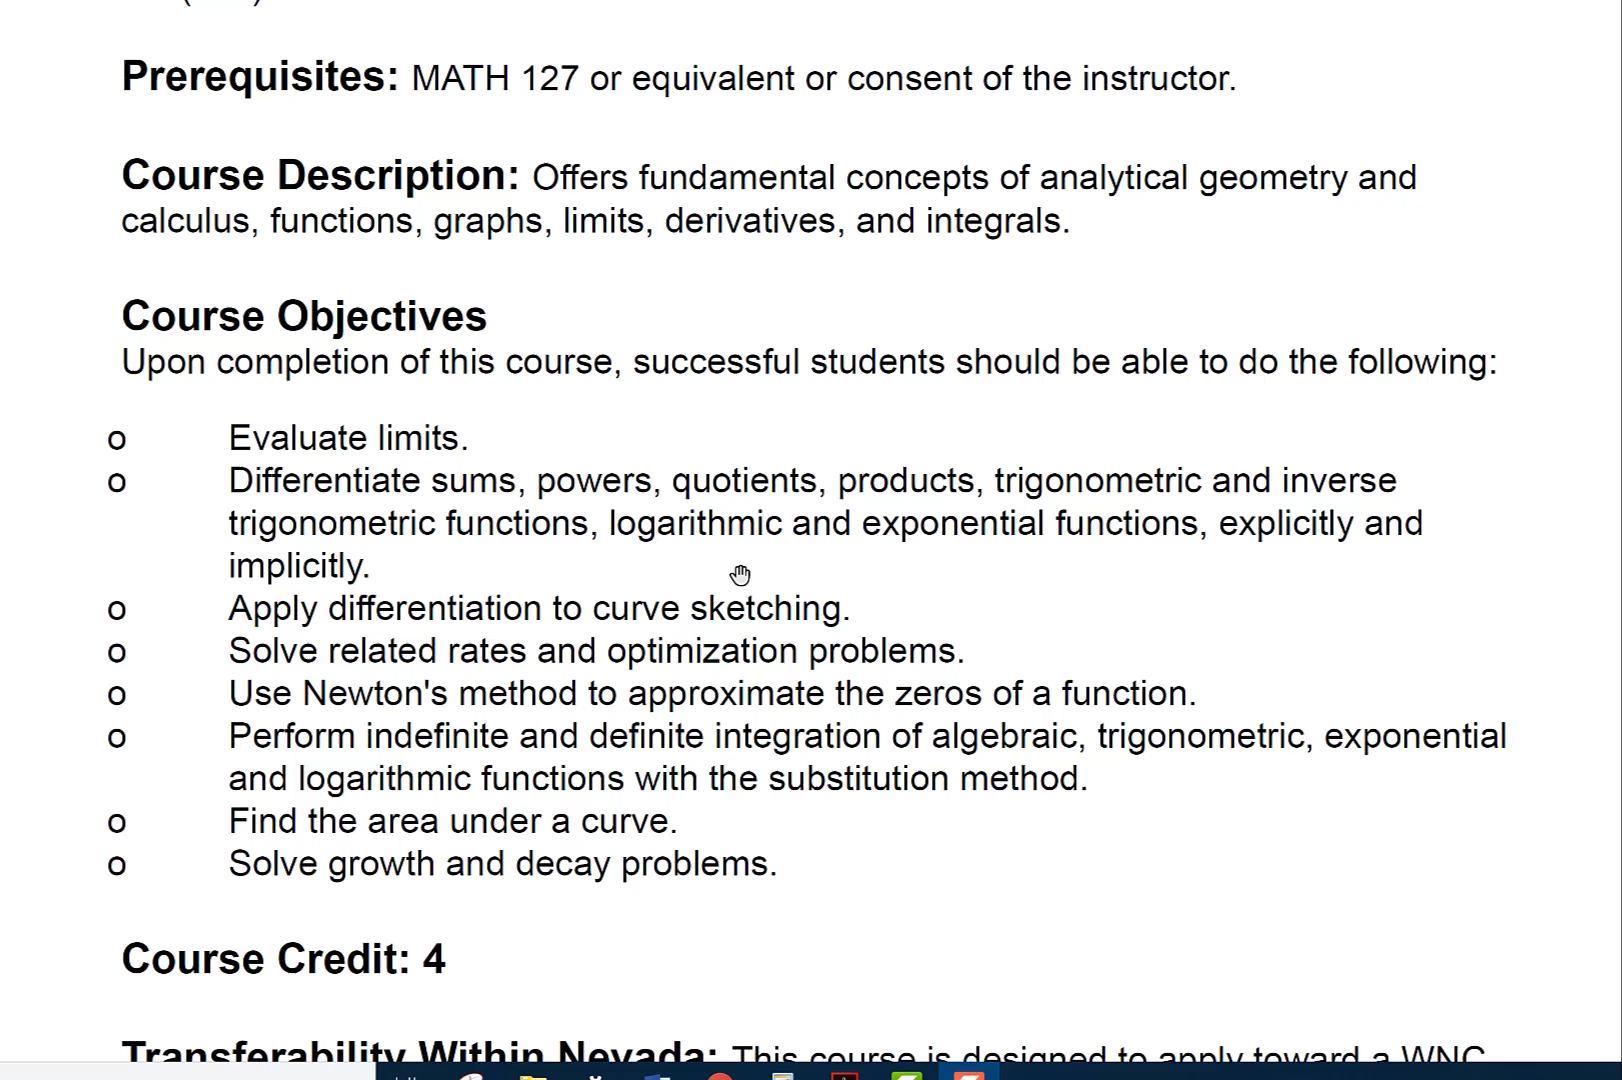 Prerequisites: MATH 127 or equivalent or consent of the instructor.
Course Description: Offers fundamental concepts of analytical geometry and
calculus, functions, graphs, limits, derivatives, and integrals.
Course Objectives
Upon completion of this course, successful students should be able to do the following:
o Evaluate limits.
o Differentiate sums, powers, quotients, products, trigonometric and inverse
trigonometric functions, logarithmic and exponential functions, explicitly and
implicitly.
o Apply differentiation to curve sketching.
o Solve related rates and optimization problems.
o Use Newton's method to approximate the zeros of a function.
o Perform indefinite and definite integration of algebraic, trigonometric, exponential
and logarithmic functions with the substitution method.
o Find the area under a curve.
o Solve growth and decay problems.
Course Credit: 4
Transferability Within Nevada: This course is designed to apply toward a WNC